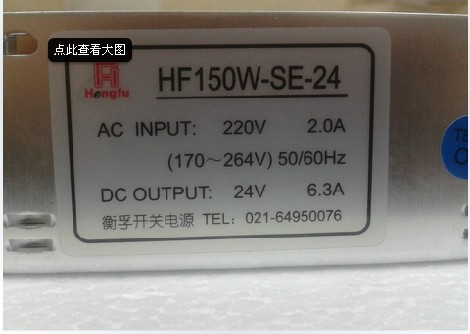 点此查看大图
Hengfu
HF150W-SE-24
AC INPUT: 220V 2.0A
(170～264V) 50/60Hz
DC OUTPUT: 24V 6.3A
衡孚开关电源 TEL: 021-64950076